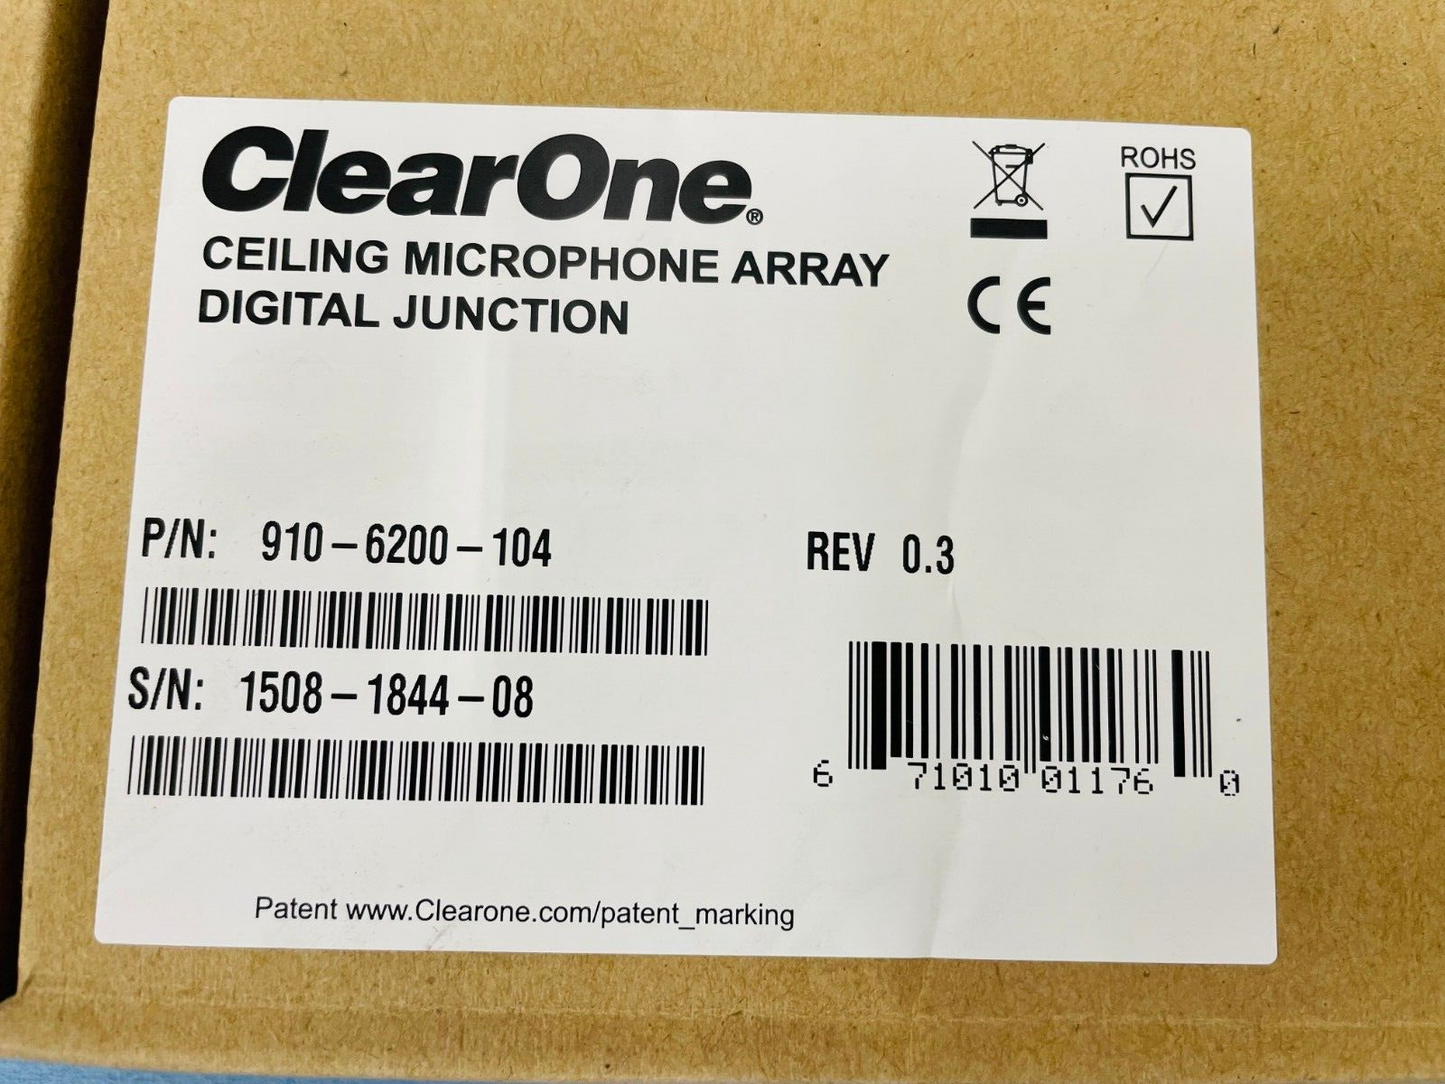 ClearOne®
CEILING MICROPHONE ARRAY
DIGITAL JUNCTION
ROHS
CE
P/N: 910-6200-104
REV 0.3
S/N: 1508-1844-08
6 71010 01176 0
Patent www.Clearone.com/patent_marking